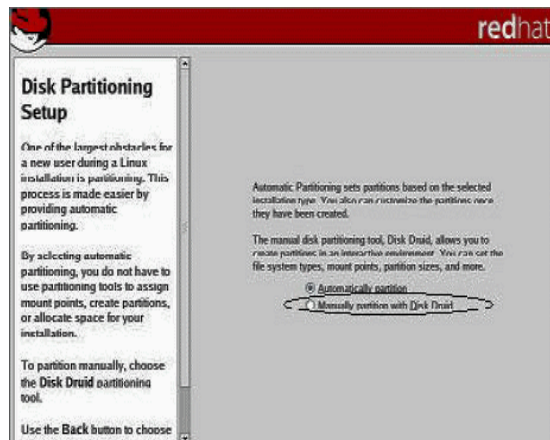 redhat
Disk Partitioning
Setup
One of the largest obstacles for
a new user during a Linux
installation is partitioning. This
process is made easier by
providing automatic
partitioning.
By selecting automatic
partitioning, you do not have to
use partitioning tools to assign
mount points, create partitions,
or allocate space for your
installation.
To partition manually, choose
the Disk Druid partitioning
tool.
Use the Back button to choose
Automatic Partitioning sets partitions based on the selected
installation type. You also can customize the partitions once
they have been created.
The manual disk partitioning tool, Disk Druid, allows you to
create partitions in an interactive environment. You can set the
file system types, mount points, partition sizes, and more.
Automatically partition
Manually partition with Disk Druid